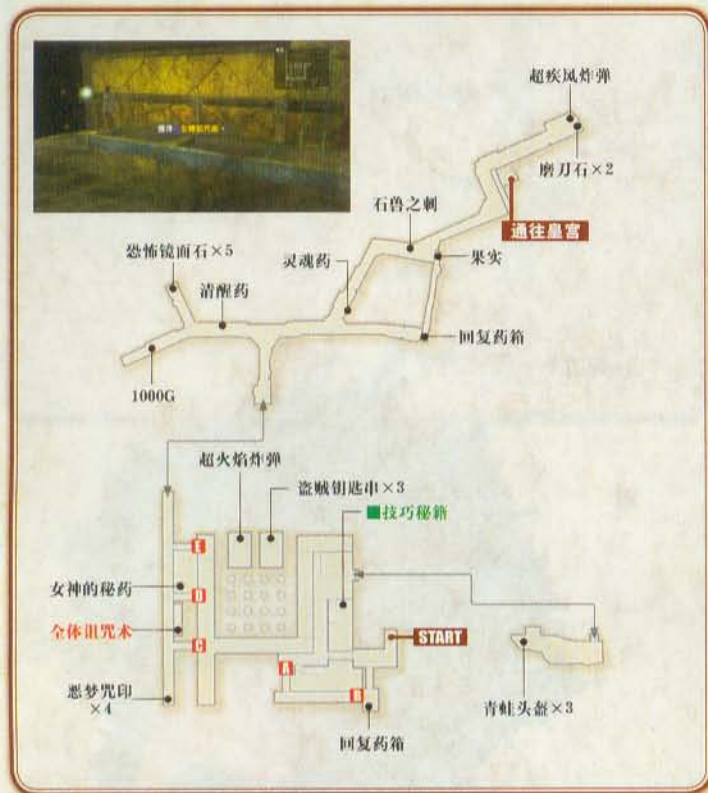 超疾风炸弹
磨刀石×2
石兽之刺
通往皇宫
恐怖镜面石×5
灵魂药
果实
清醒药
回复药箱
1000G
超火焰炸弹
盗贼钥匙串×3
■技巧秘籍
E
女神的秘药
D
全体诅咒术
START
C
A
恶梦咒印
×4
B
青蛙头盔×3
回复药箱